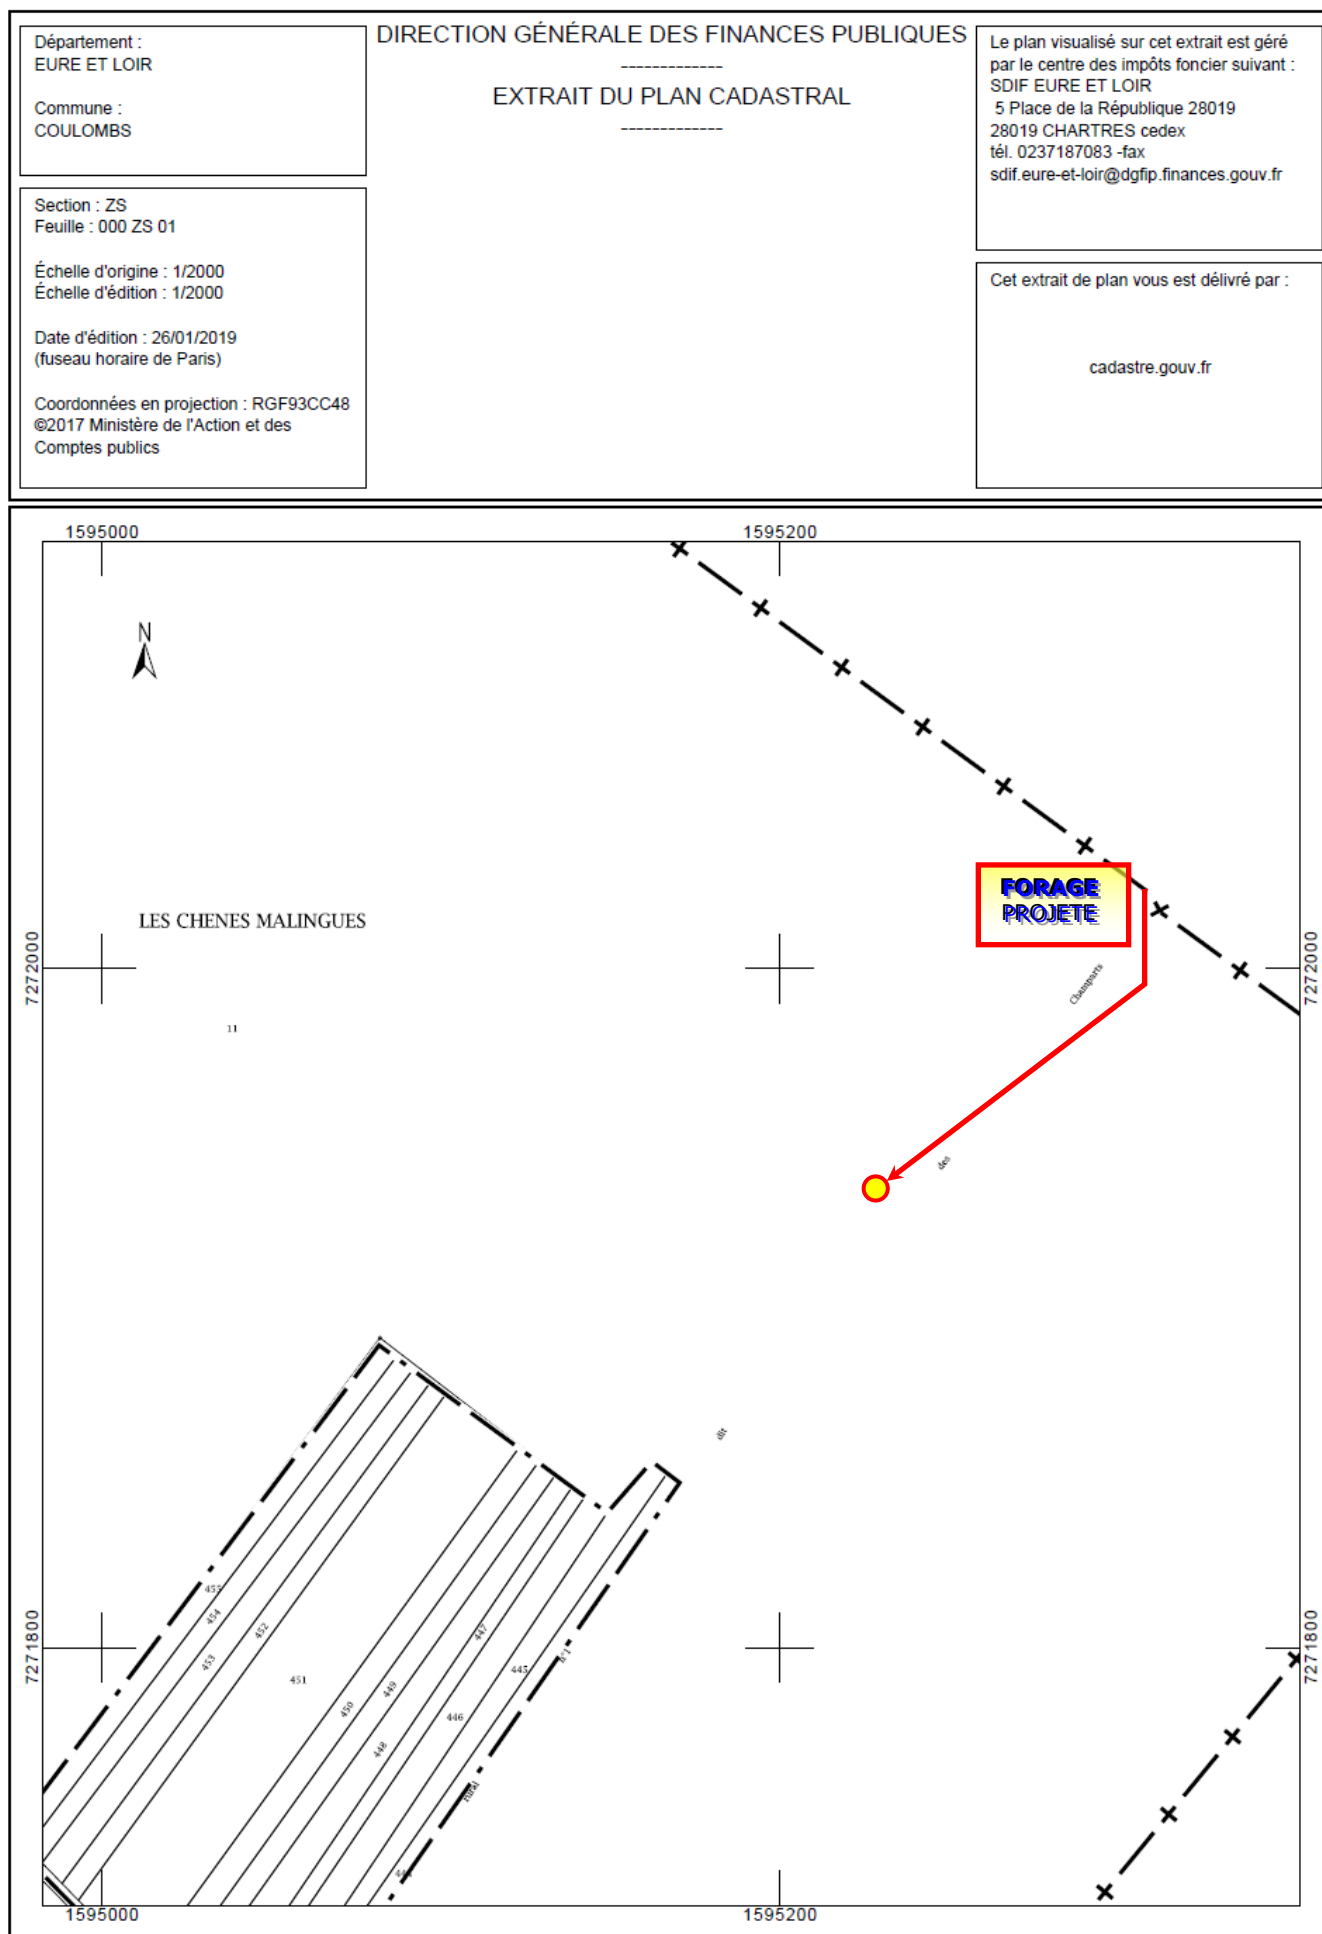 Département :
EURE ET LOIR
Commune :
COULOMBS
Section : ZS
Feuille : 000 ZS 01
Échelle d'origine : 1/2000
Échelle d'édition : 1/2000
Date d'édition : 26/01/2019
(fuseau horaire de Paris)
Coordonnées en projection : RGF93CC48
©2017 Ministère de l'Action et des
Comptes publics
DIRECTION GÉNÉRALE DES FINANCES PUBLIQUES
-------------
EXTRAIT DU PLAN CADASTRAL
-------------
Le plan visualisé sur cet extrait est géré
par le centre des impôts foncier suivant :
SDIF EURE ET LOIR
5 Place de la République 28019
28019 CHARTRES cedex
tél. 0237187083 -fax
sdif.eure-et-loir@dgfip.finances.gouv.fr
Cet extrait de plan vous est délivré par :
cadastre.gouv.fr
1595000
1595200
N
FORAGE
PROJETE
LES CHENES MALINGUES
7272000
7272000
Champarts
11
des
dit
455
454
452
453
447
n°1
445
451
449
450
446
448
rural
7271800
7271800
1595000
1595200